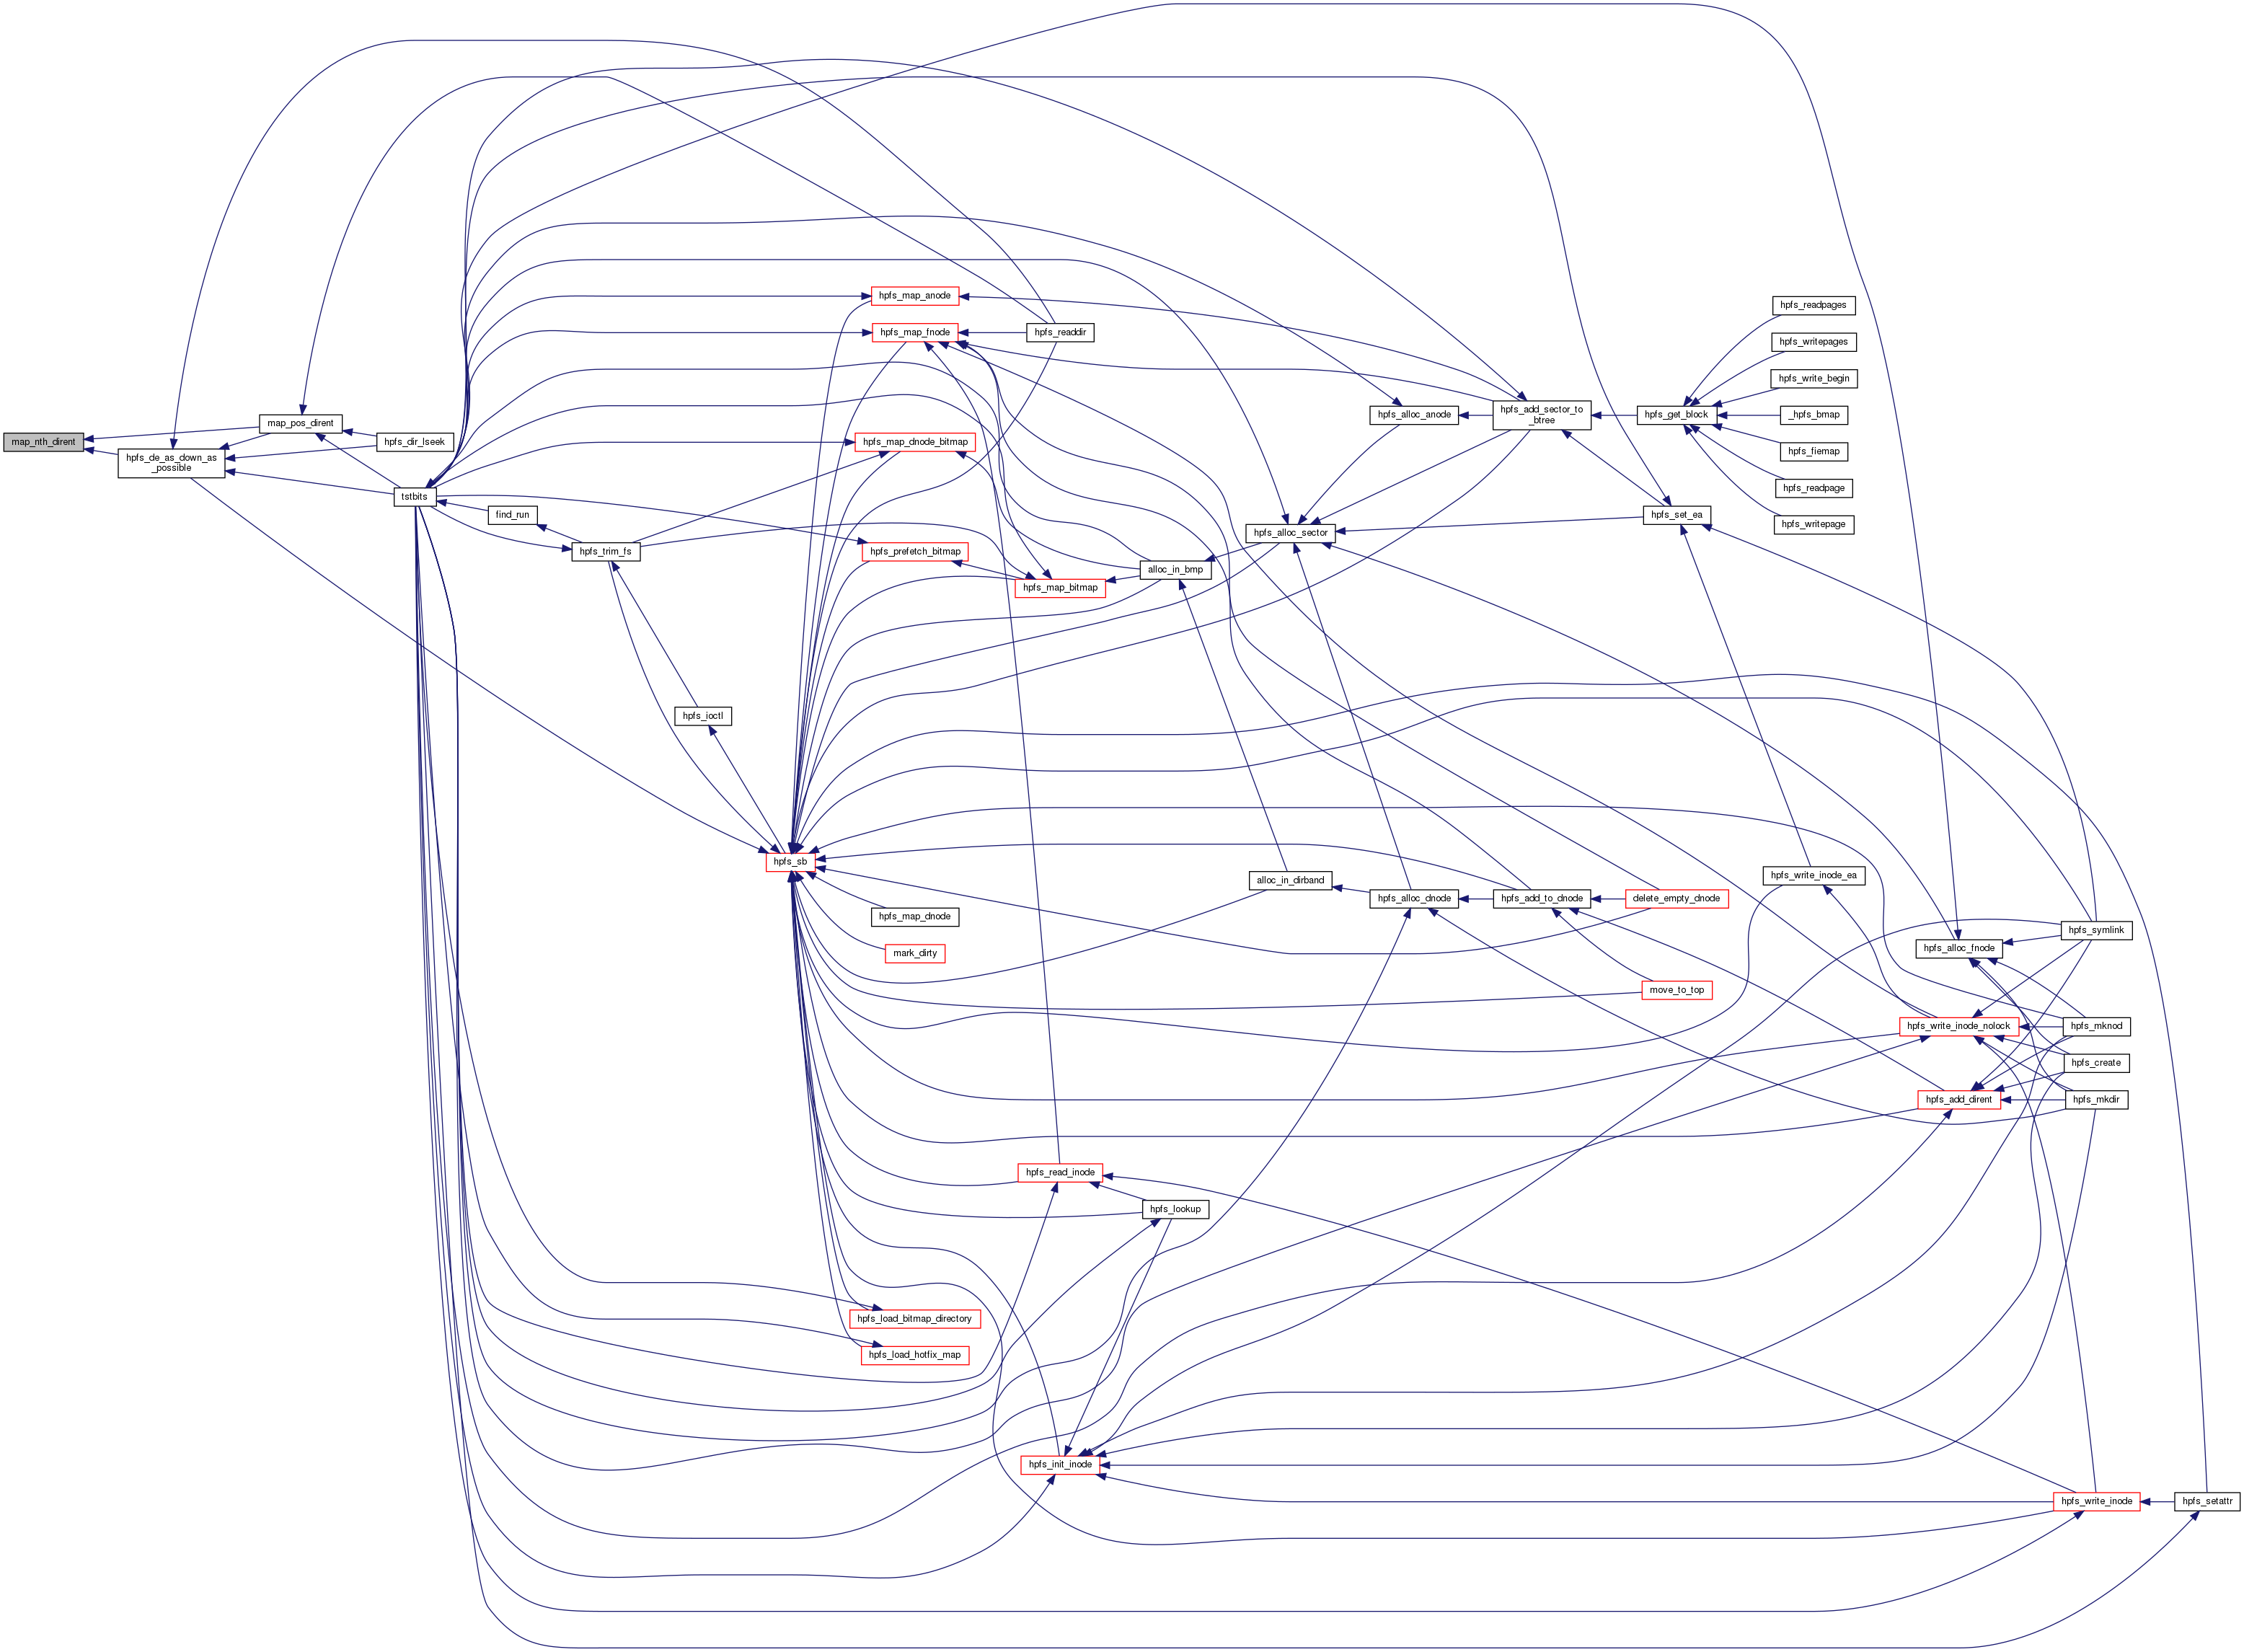 hpfs_readpages
hpfs_map_anode
hpfs_map_fnode
hpfs_readdir
hpfs_writepages
hpfs_write_begin
hpfs_alloc_anode
hpfs_add_sector_to
_btree
hpfs_get_block
_hpfs_bmap
map_pos_dirent
map_nth_dirent
hpfs_dir_lseek
hpfs_map_dnode_bitmap
hpfs_fiemap
hpfs_de_as_down_as
_possible
hpfs_readpage
tstbits
find_run
hpfs_set_ea
hpfs_writepage
hpfs_alloc_sector
hpfs_trim_fs
hpfs_prefetch_bitmap
alloc_in_bmp
hpfs_map_bitmap
hpfs_ioctl
hpfs_sb
hpfs_write_inode_ea
alloc_in_dirband
hpfs_alloc_dnode
hpfs_add_to_dnode
delete_empty_dnode
hpfs_map_dnode
hpfs_symlink
hpfs_alloc_fnode
mark_dirty
move_to_top
hpfs_write_inode_nolock
hpfs_mknod
hpfs_create
hpfs_add_dirent
hpfs_mkdir
hpfs_read_inode
hpfs_lookup
hpfs_load_bitmap_directory
hpfs_load_hotfix_map
hpfs_init_inode
hpfs_write_inode
hpfs_setattr